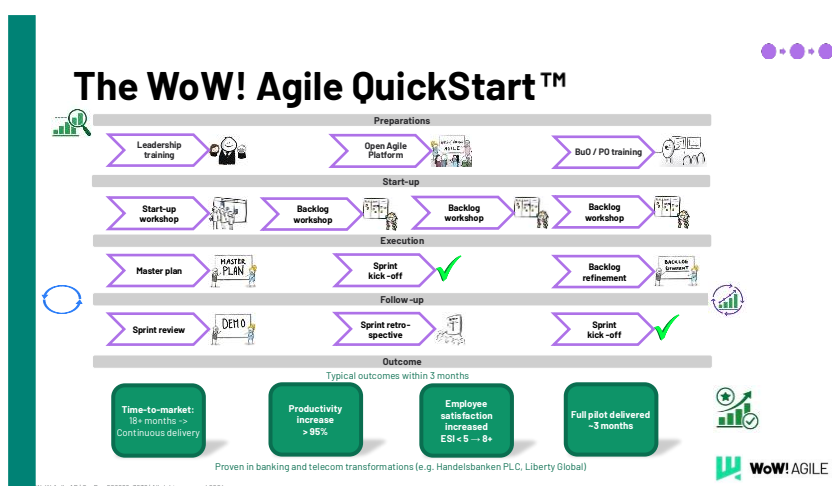 The WoW! Agile QuickStart™
Preparations
Leadership
training
Open Agile
Platform
BuO / PO training
Start-up
Start-up
workshop
Backlog
workshop
Backlog
workshop
Backlog
workshop
Execution
Master plan
MASTER
PLAN
Sprint
kick -off
Backlog
refinement
BACKLOG
Follow-up
Sprint review
DEMO
Sprint retro-
spective
Sprint
kick -off
Outcome
Typical outcomes within 3 months
Time-to-market:
18+ months ->
Continuous delivery
Productivity
increase
> 95%
Employee
satisfaction
increased
ESI < 5 → 8+
Full pilot delivered
~3 months
Proven in banking and telecom transformations (e.g. Handelsbanken PLC, Liberty Global)
WoW! AGILE